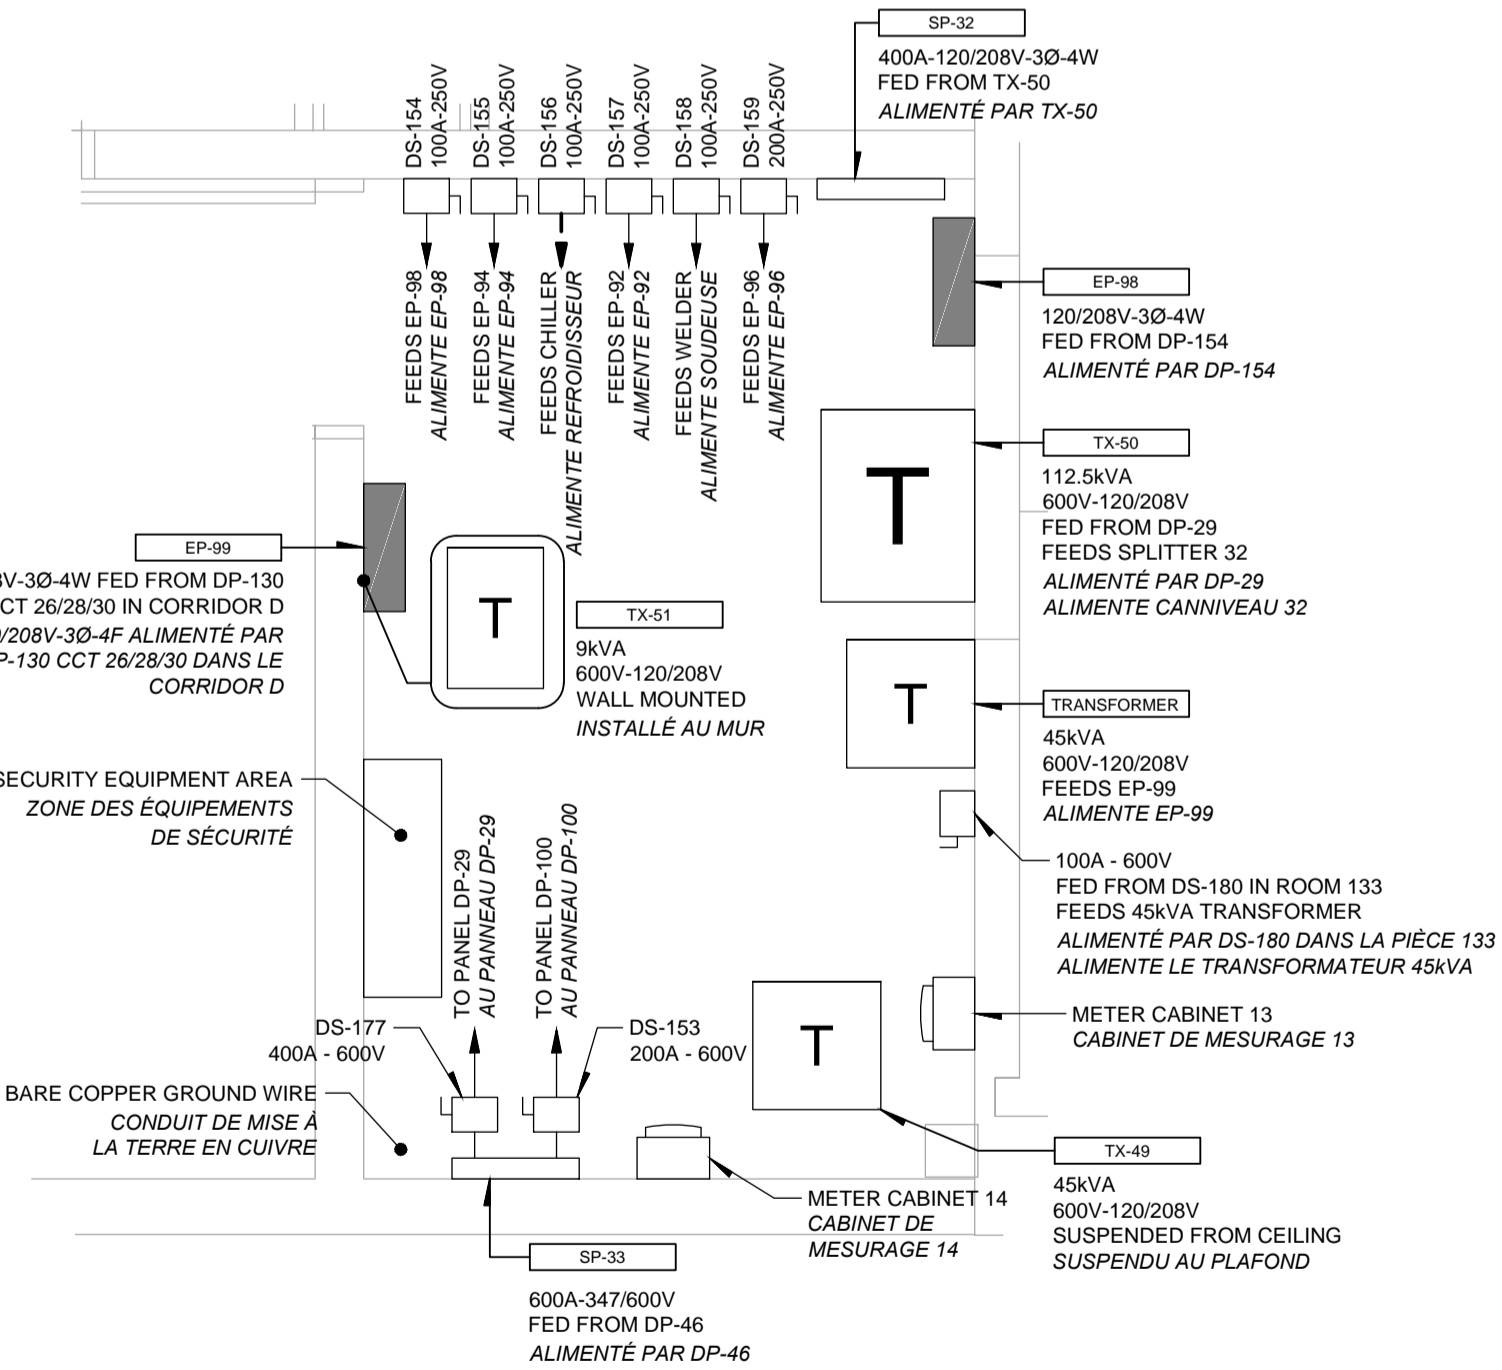 SP-32
400A-120/208V-3Ø-4W
FED FROM TX-50
ALIMENTÉ PAR TX-50
DS-154
100A-250V
DS-155
100A-250V
DS-156
100A-250V
DS-157
100A-250V
DS-158
100A-250V
DS-159
200A-250V
FEEDS EP-98
ALIMENTE EP-98
FEEDS EP-94
ALIMENTE EP-94
FEEDS CHILLER
ALIMENTE REFROIDISSEUR
FEEDS EP-92
ALIMENTE EP-92
FEEDS WELDER
ALIMENTE SOUDEUSE
FEEDS EP-96
ALIMENTE EP-96
EP-98
120/208V-3Ø-4W
FED FROM DP-154
ALIMENTÉ PAR DP-154
T
TX-50
112.5kVA
600V-120/208V
FED FROM DP-29
FEEDS SPLITTER 32
ALIMENTÉ PAR DP-29
ALIMENTE CANNIVEAU 32
EP-99
8V-3Ø-4W FED FROM DP-130
CT 26/28/30 IN CORRIDOR D
/208V-3Ø-4F ALIMENTÉ PAR
P-130 CCT 26/28/30 DANS LE
CORRIDOR D
T
TX-51
9kVA
600V-120/208V
WALL MOUNTED
INSTALLÉ AU MUR
T
TRANSFORMER
45kVA
600V-120/208V
FEEDS EP-99
ALIMENTE EP-99
SECURITY EQUIPMENT AREA
ZONE DES ÉQUIPEMENTS
DE SÉCURITÉ
100A - 600V
FED FROM DS-180 IN ROOM 133
FEEDS 45kVA TRANSFORMER
ALIMENTÉ PAR DS-180 DANS LA PIÈCE 133
ALIMENTE LE TRANSFORMATEUR 45kVA
TO PANEL DP-29
AU PANNEAU DP-29
TO PANEL DP-100
AU PANNEAU DP-100
DS-177
400A - 600V
DS-153
200A - 600V
T
METER CABINET 13
CABINET DE MESURAGE 13
BARE COPPER GROUND WIRE
CONDUIT DE MISE À
LA TERRE EN CUIVRE
TX-49
45kVA
600V-120/208V
SUSPENDED FROM CEILING
SUSPENDU AU PLAFOND
METER CABINET 14
CABINET DE
MESURAGE 14
SP-33
600A-347/600V
FED FROM DP-46
ALIMENTÉ PAR DP-46